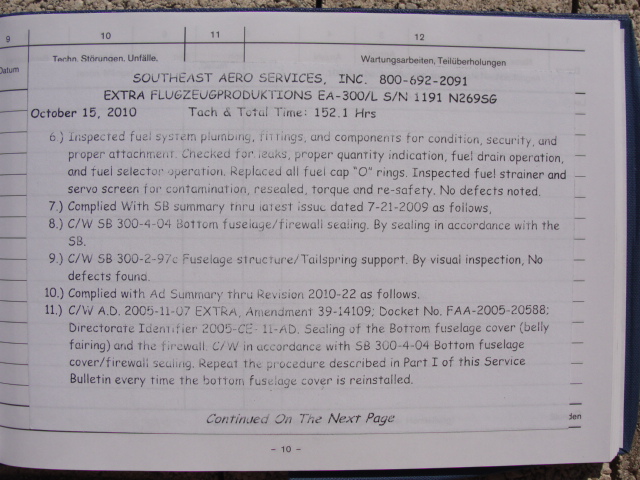 9 10 11 12
Datum Techn. Störungen, Unfälle, Wartungsarbeiten, Teilüberholungen
SOUTHEAST AERO SERVICES, INC. 800-692-2091
EXTRA FLUGZEUGPRODUKTIONS EA-300/L S/N 1191 N269SG
October 15, 2010 Tach & Total Time: 152.1 Hrs
6.) Inspected fuel system plumbing, fittings, and components for condition, security, and
proper attachment. Checked for leaks, proper quantity indication, fuel drain operation,
and fuel selector operation. Replaced all fuel cap "O" rings. Inspected fuel strainer and
servo screen for contamination, resealed, torque and re-safety. No defects noted.
7.) Complied With SB summary thru latest issue dated 7-21-2009 as follows,
8.) C/W SB 300-4-04 Bottom fuselage/firewall sealing. By sealing in accordance with the
SB.
9.) C/W SB 300-2-97c Fuselage structure/Tailspring support. By visual inspection, No
defects found.
10.) Complied with Ad Summary thru Revision 2010-22 as follows.
11.) C/W A.D. 2005-11-07 EXTRA, Amendment 39-14109; Docket No. FAA-2005-20588;
Directorate Identifier 2005-CE-11-AD. Sealing of the Bottom fuselage cover (belly
fairing) and the firewall. C/W in accordance with SB 300-4-04 Bottom fuselage
cover/firewall sealing. Repeat the procedure described in Part I of this Service
Bulletin every time the bottom fuselage cover is reinstalled.
Continued On The Next Page
den
- 10 -